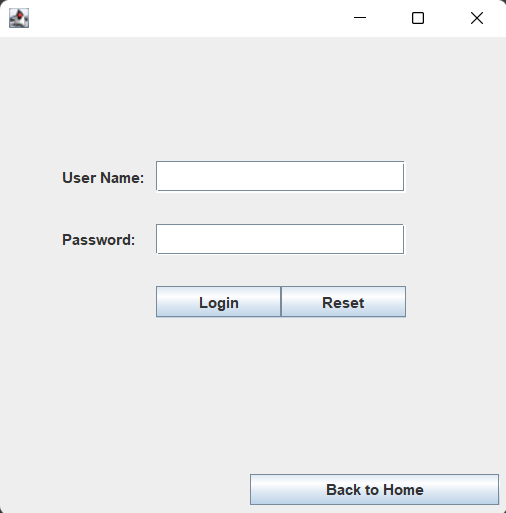 User Name:
Password:
Login Reset
Back to Home